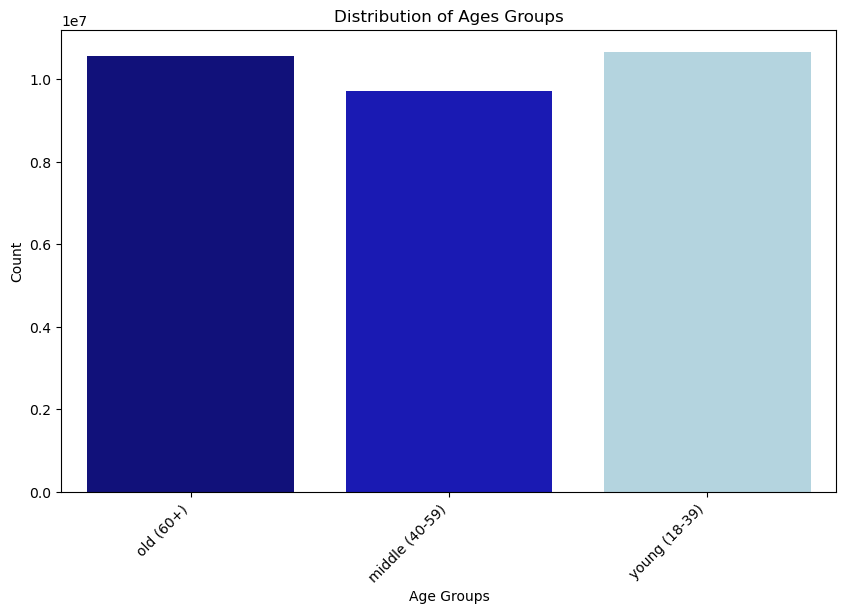 Distribution of Ages Groups
1e7
1.0
0.8
0.6
0.4
0.2
0.0
Count
old (60+)
middle (40-59)
young (18-39)
Age Groups